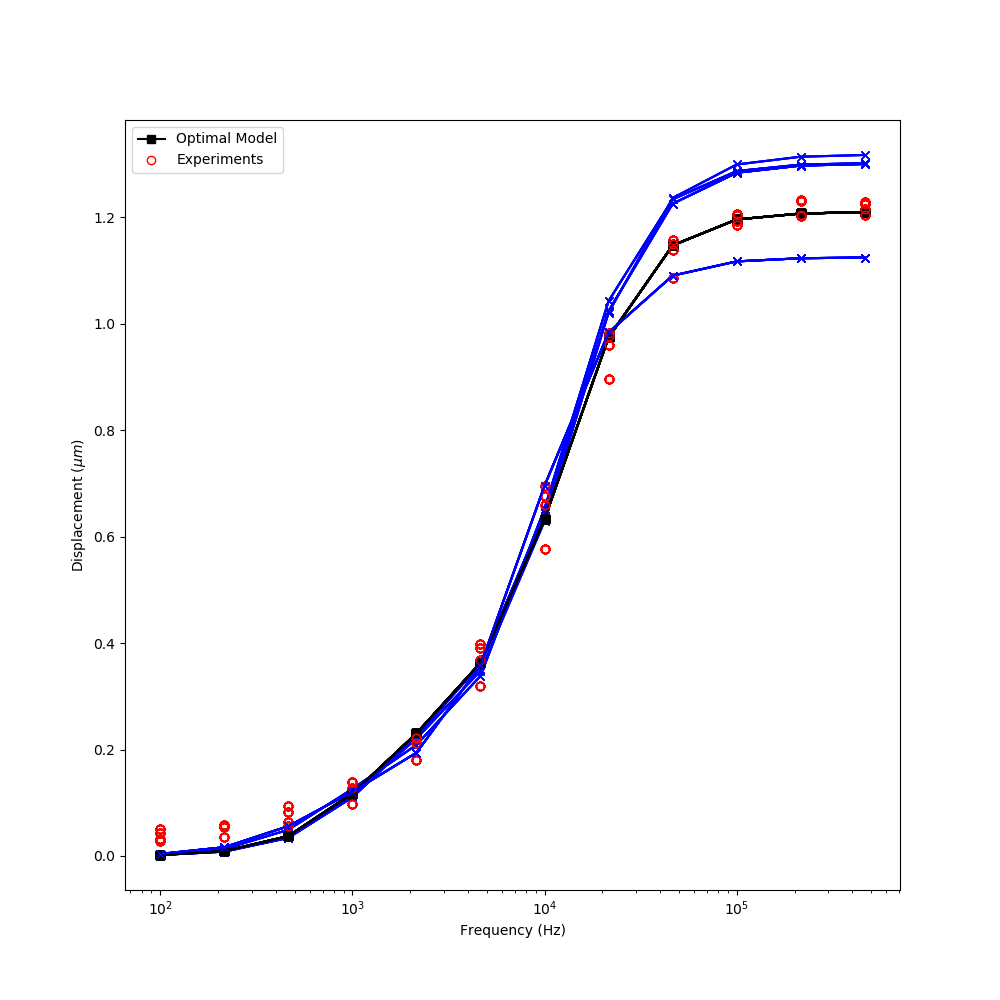 Optimal Model
Experiments
1.2
1.0
0.8
0.6
0.4
0.2
0.0
Displacement (μm)
10²
10³
10⁴
10⁵
Frequency (Hz)